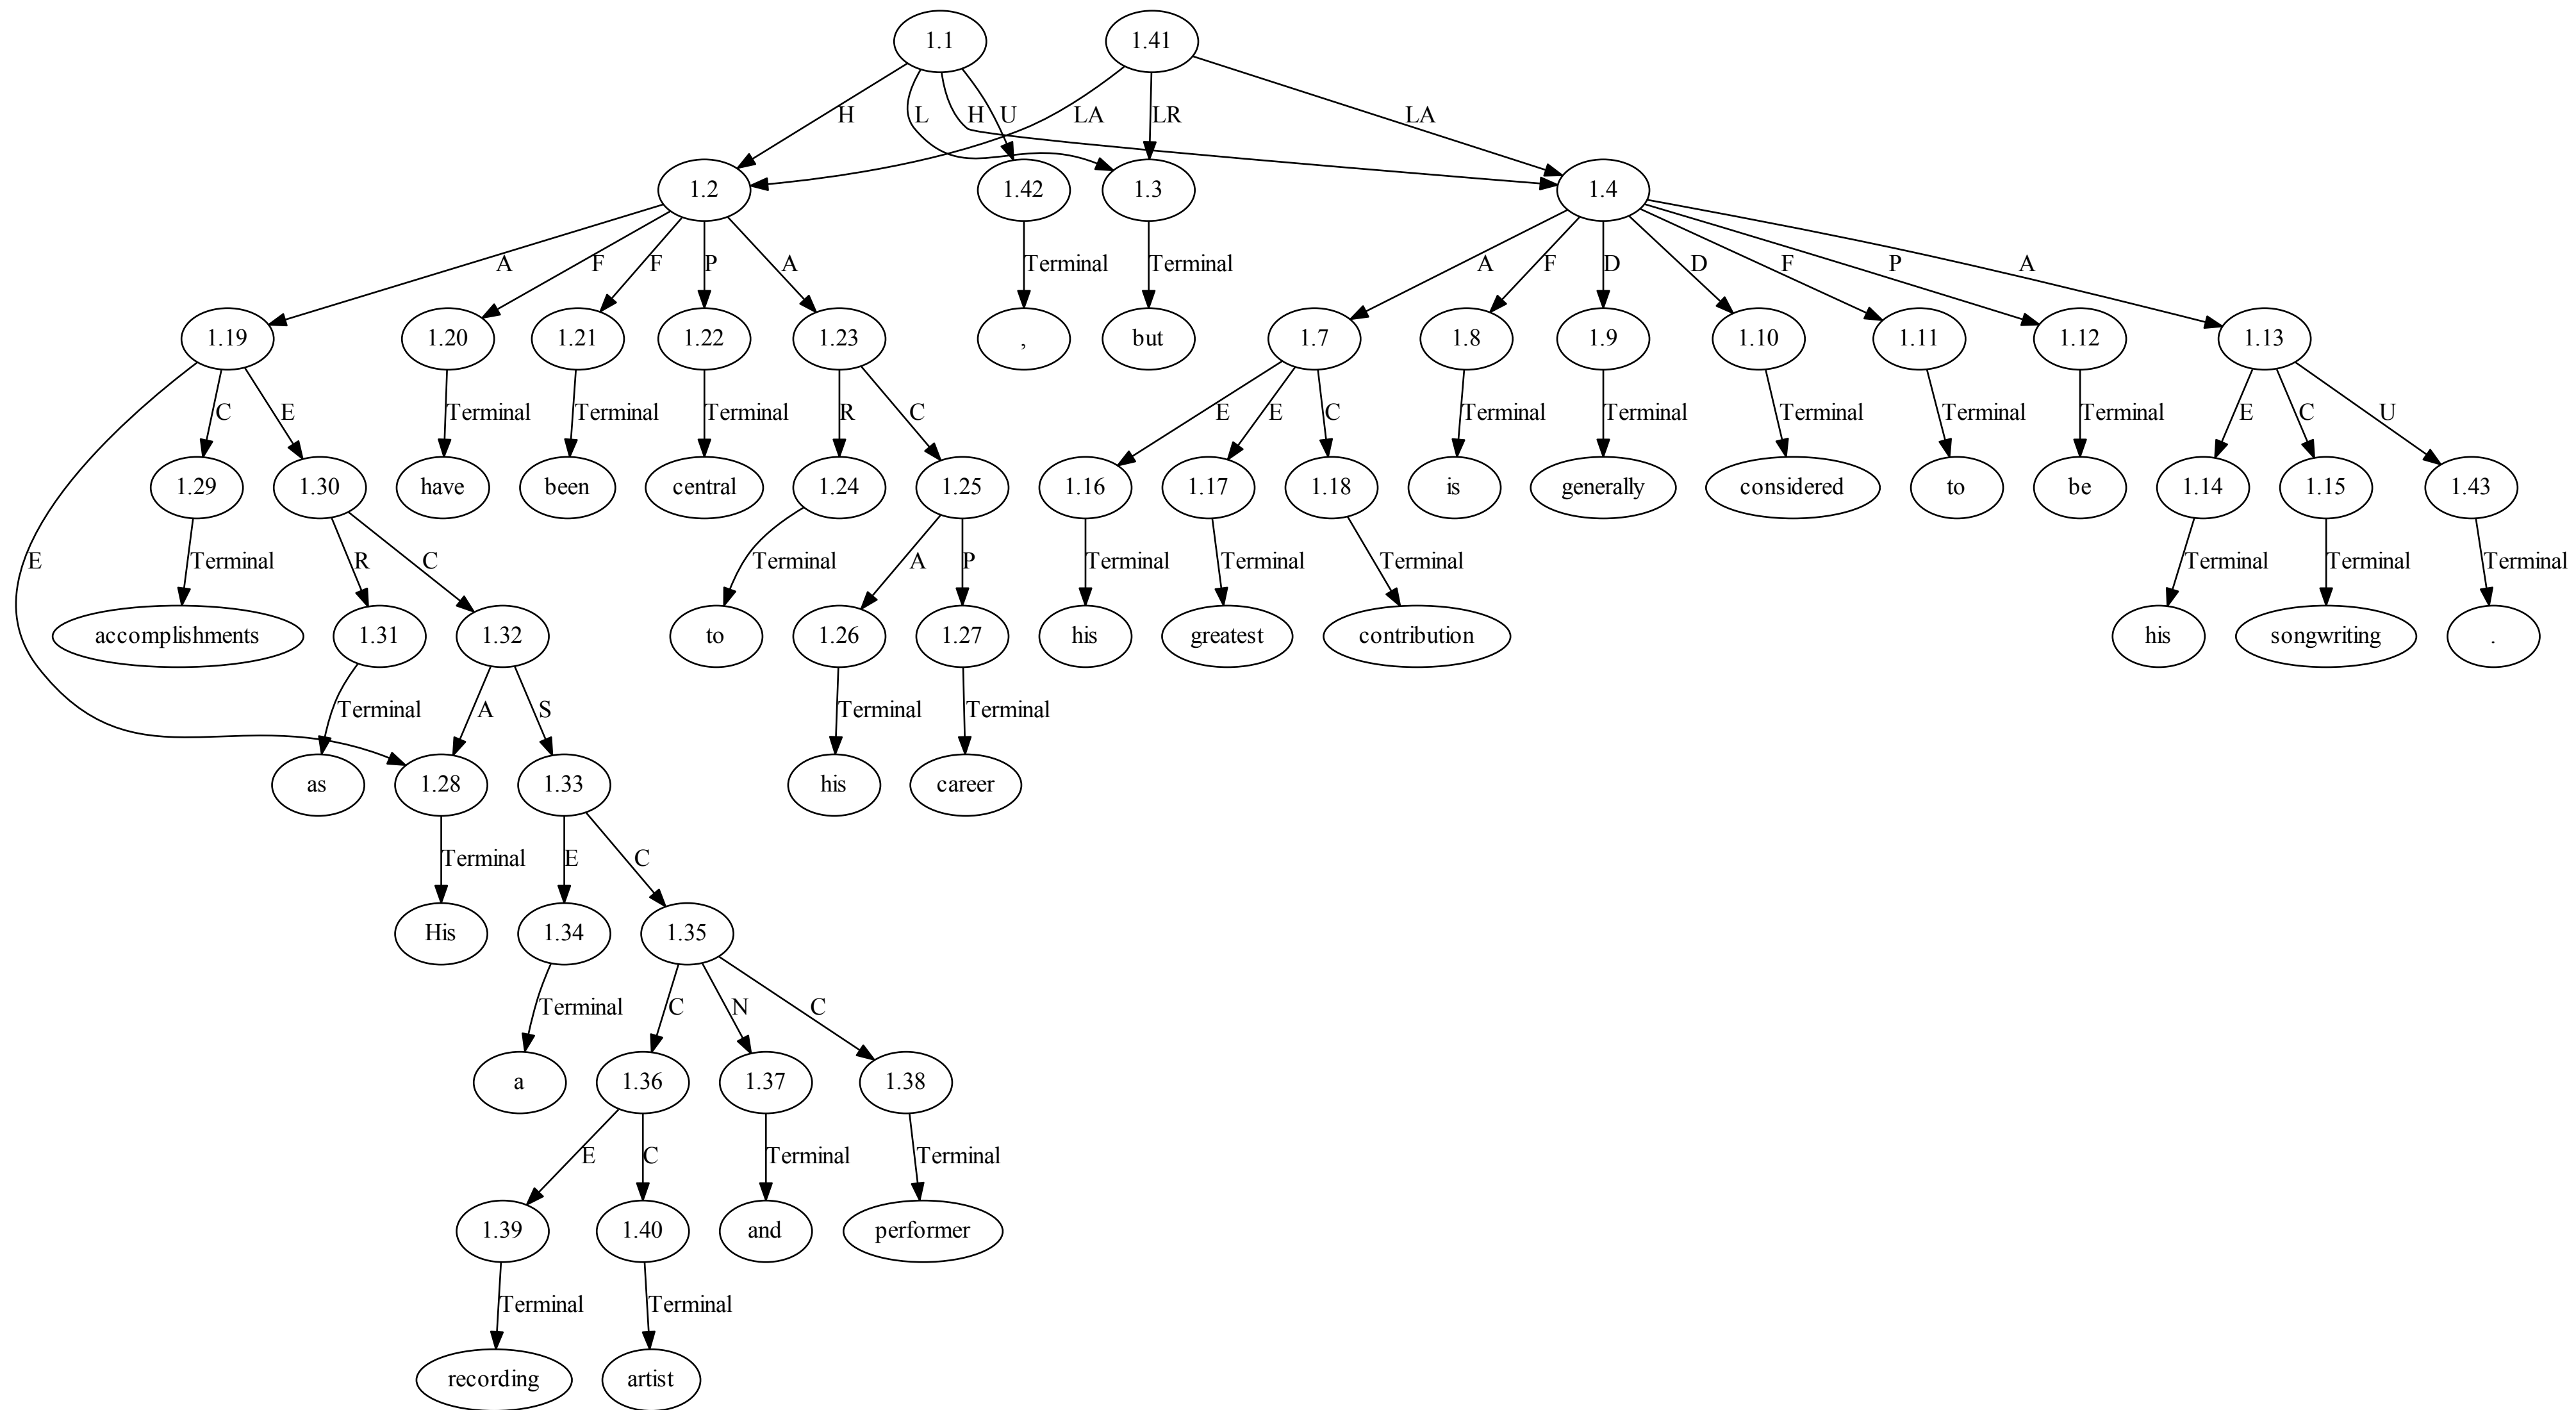 1.1 1.41
H L H U LA LR LA
1.2 1.42 1.3 1.4
A F F P A Terminal Terminal A F D D F P A
1.19 1.20 1.21 1.22 1.23 , but 1.7 1.8 1.9 1.10 1.11 1.12 1.13
C E Terminal Terminal Terminal R C E E C Terminal Terminal Terminal Terminal Terminal E C U
1.29 1.30 have been central 1.24 1.25 1.16 1.17 1.18 is generally considered to be 1.14 1.15 1.43
E Terminal R C Terminal A P Terminal Terminal Terminal Terminal Terminal Terminal
accomplishments 1.31 1.32 to 1.26 1.27 his greatest contribution his songwriting .
Terminal A S Terminal Terminal
as 1.28 1.33 his career
Terminal E C
His 1.34 1.35
Terminal C N C
a 1.36 1.37 1.38
E C Terminal Terminal
1.39 1.40 and performer
Terminal Terminal
recording artist